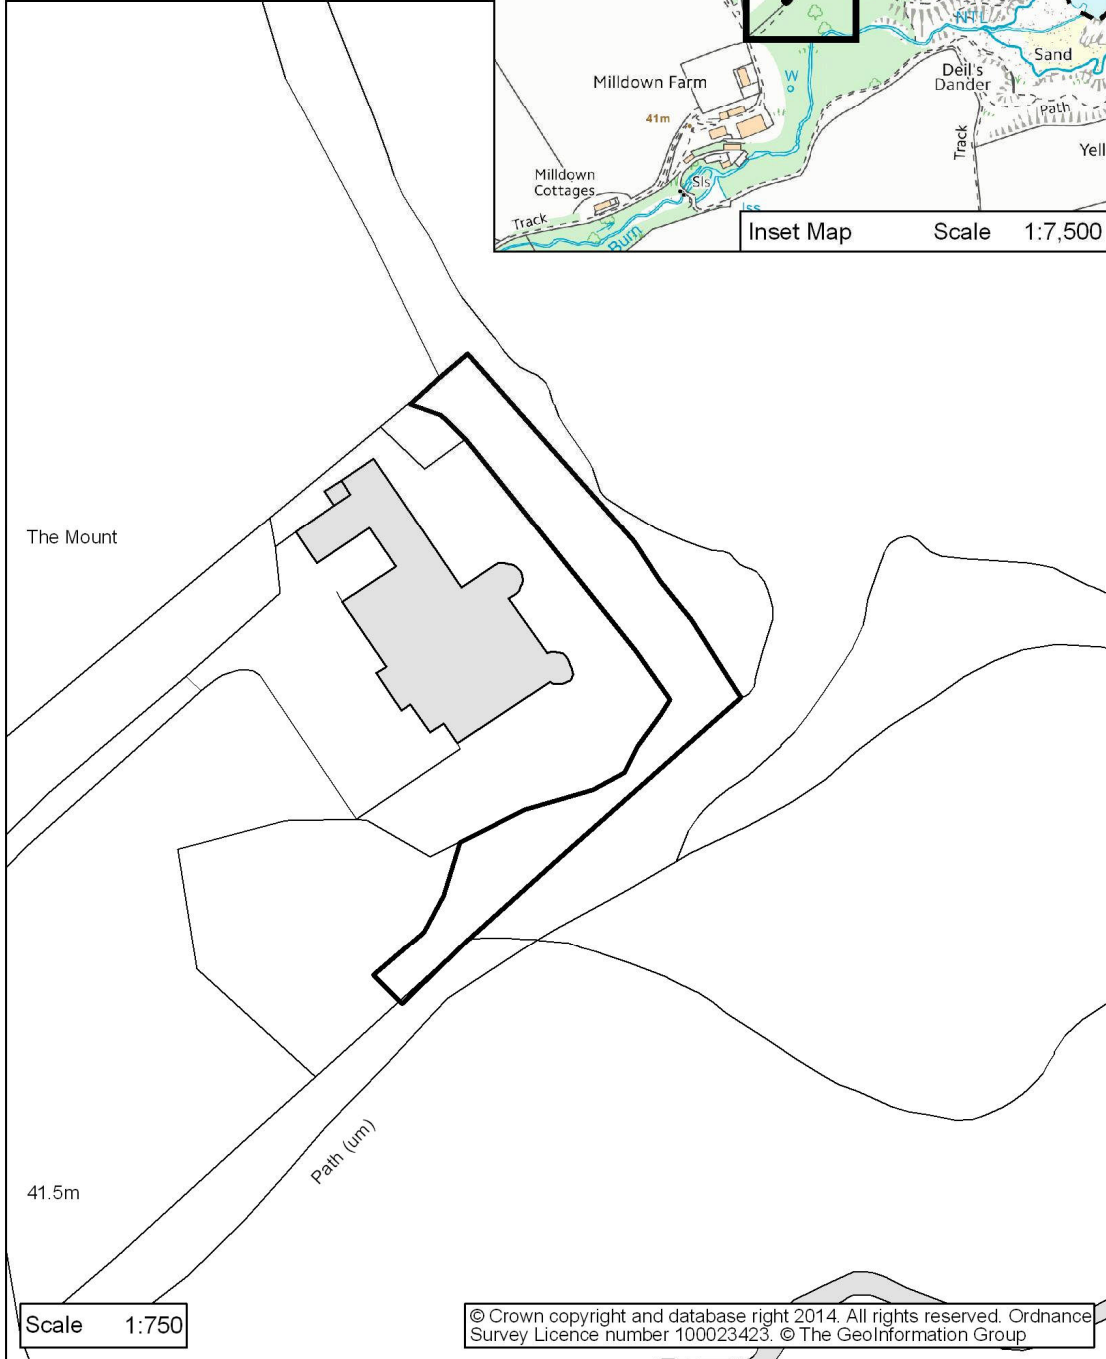 NTL
Sand
Deil's
Dander
Path
W
Milldown Farm
41m
Track
Milldown
Cottages
Sls
Track
Burn
Inset Map Scale 1:7,500
The Mount
Path (um)
41.5m
Scale 1:750
© Crown copyright and database right 2014. All rights reserved. Ordnance
Survey Licence number 100023423. © The GeoInformation Group